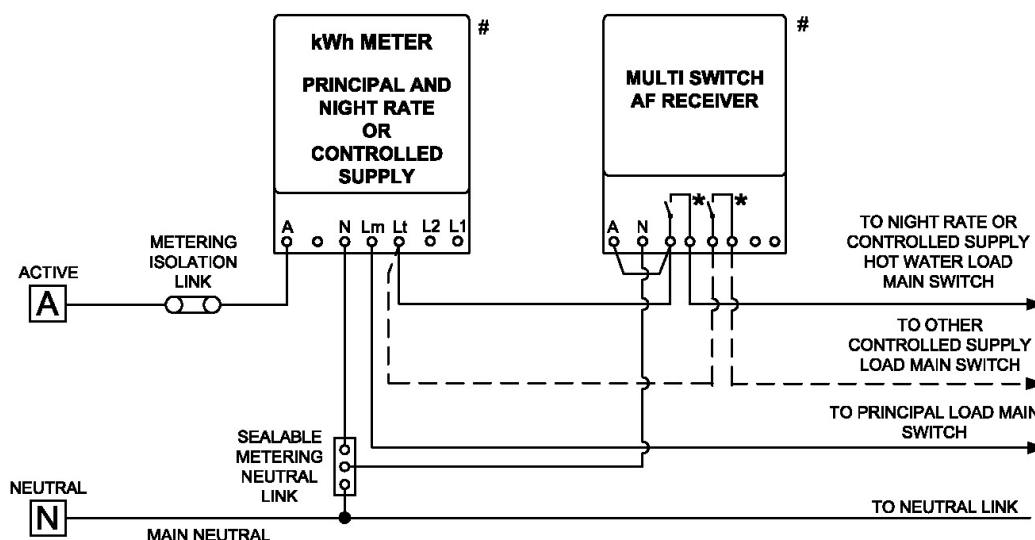 kWh METER
PRINCIPAL AND
NIGHT RATE
OR
CONTROLLED
SUPPLY
#
A N Lm Lt L2 L1
MULTI SWITCH
AF RECEIVER
#
* *
A N
METERING
ISOLATION
LINK
ACTIVE
A
TO NIGHT RATE OR
CONTROLLED SUPPLY
HOT WATER LOAD
MAIN SWITCH
TO OTHER
CONTROLLED SUPPLY
LOAD MAIN SWITCH
TO PRINCIPAL LOAD MAIN
SWITCH
SEALABLE
METERING
NEUTRAL
LINK
NEUTRAL
N
MAIN NEUTRAL
TO NEUTRAL LINK